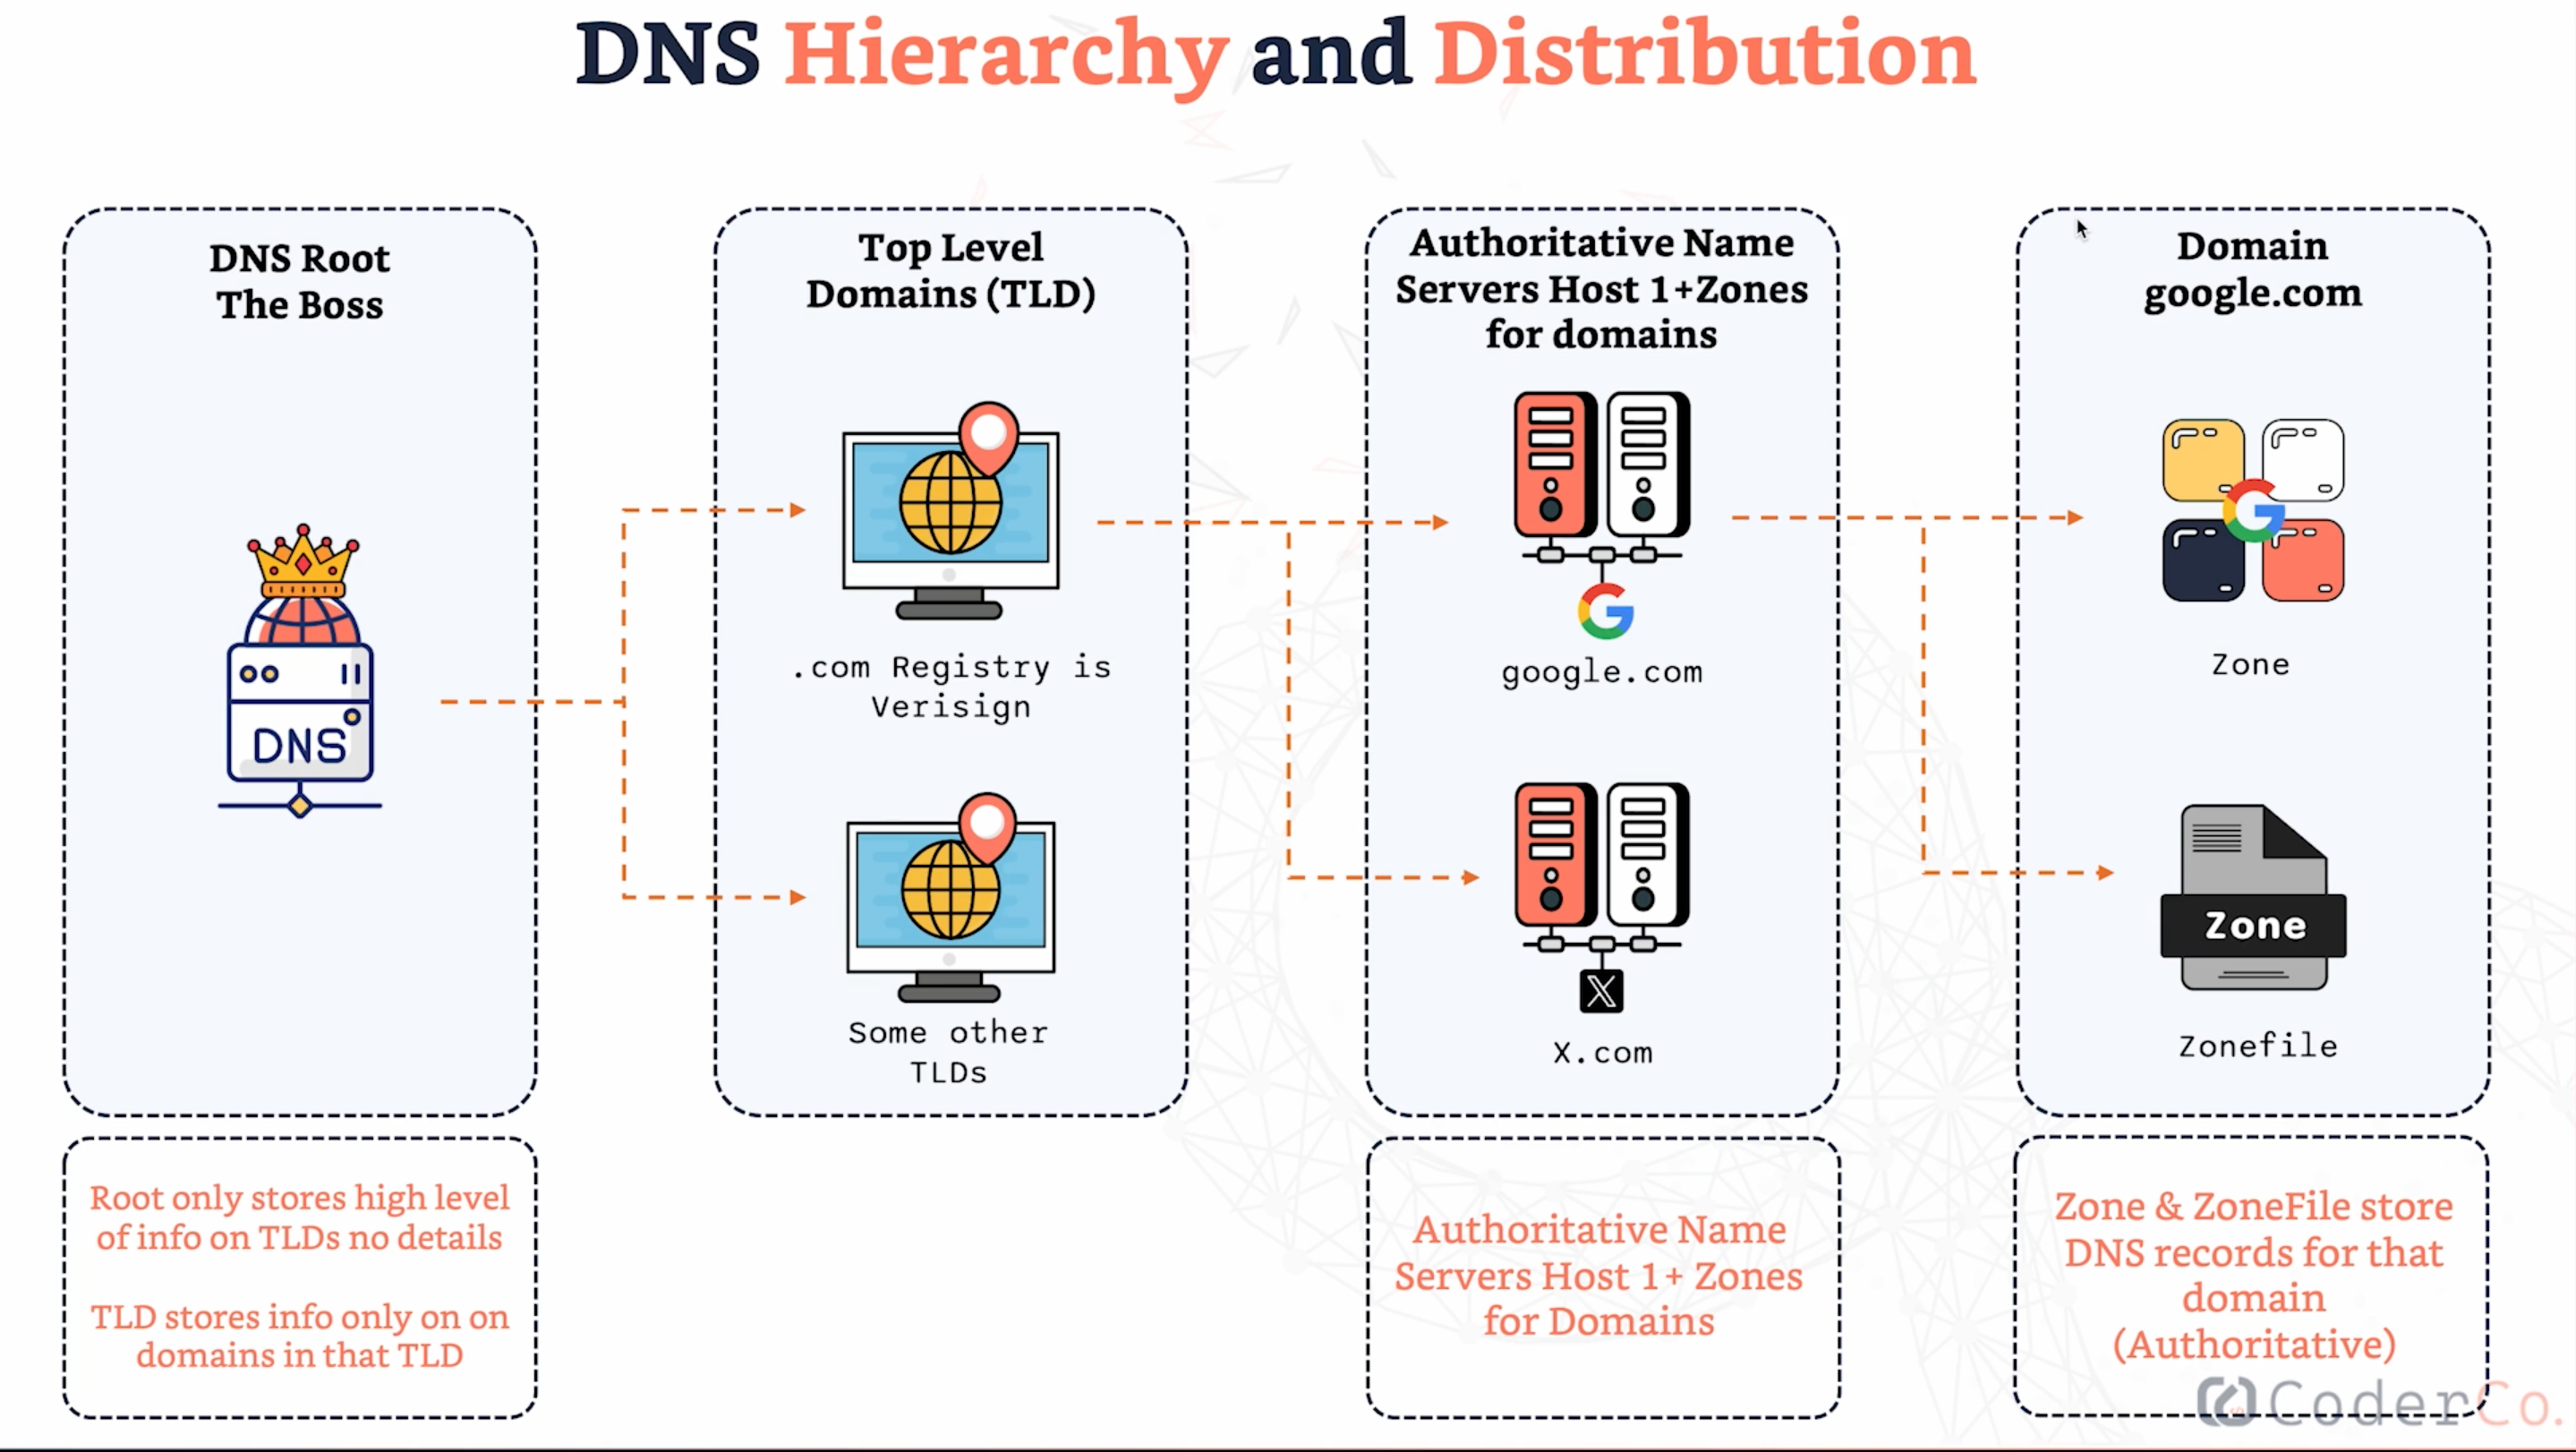 DNS Hierarchy and Distribution
DNS Root
The Boss
DNS
Top Level
Domains (TLD)
.com Registry is
Verisign
Some other
TLDs
Authoritative Name
Servers Host 1+Zones
for domains
google.com
X.com
Domain
google.com
Zone
Zone
Zonefile
Root only stores high level
of info on TLDs no details
TLD stores info only on on
domains in that TLD
Authoritative Name
Servers Host 1+ Zones
for Domains
Zone & ZoneFile store
DNS records for that
domain
(Authoritative)
CoderCo.